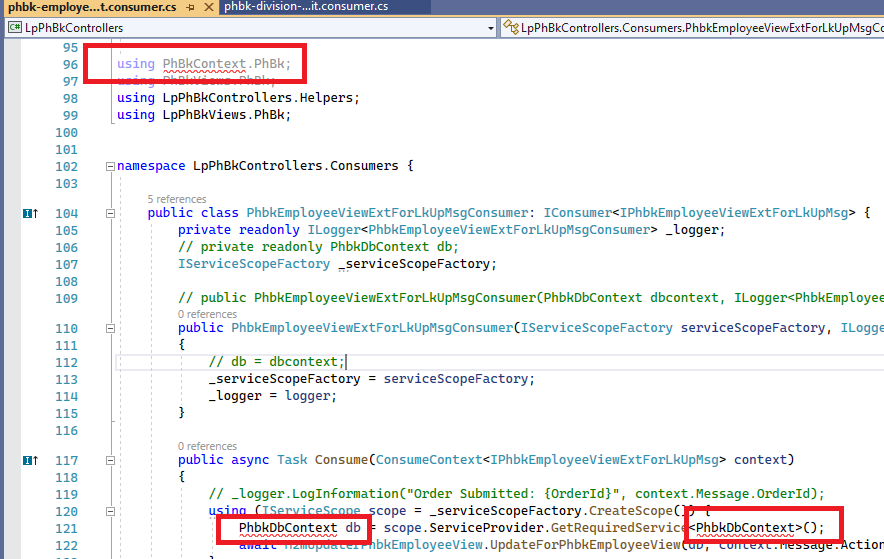 phbk-employe...t.consumer.cs
phbk-division-...it.consumer.cs
LpPhBkControllers
LpPhBkControllers.Consumers.PhbkEmployeeViewExtForLkUpMsgCo
95
96 using PhBkContext.PhBk;
97 using PhBkViews.PhBk;
98 using LpPhBkControllers.Helpers;
99 using LpPhBkViews.PhBk;
100
101
102 namespace LpPhBkControllers.Consumers {
103
5 references
104 public class PhbkEmployeeViewExtForLkUpMsgConsumer: IConsumer<IPhbkEmployeeViewExtForLkUpMsg> {
105 private readonly ILogger<PhbkEmployeeViewExtForLkUpMsgConsumer> _logger;
106 // private readonly PhbkDbContext db;
107 IServiceScopeFactory _serviceScopeFactory;
108
109 // public PhbkEmployeeViewExtForLkUpMsgConsumer(PhbkDbContext dbcontext, ILogger<PhbkEmployee
0 references
110 public PhbkEmployeeViewExtForLkUpMsgConsumer(IServiceScopeFactory serviceScopeFactory, ILogge
111 {
112 // db = dbcontext;
113 _serviceScopeFactory = serviceScopeFactory;
114 _logger = logger;
115 }
116
0 references
117 public async Task Consume(ConsumeContext<IPhbkEmployeeViewExtForLkUpMsg> context)
118 {
119 // _logger.LogInformation("Order Submitted: {OrderId}", context.Message.OrderId);
120 using (IServiceScope scope = _serviceScopeFactory.CreateScope()) {
121 PhbkDbContext db = scope.ServiceProvider.GetRequiredService<PhbkDbContext>();
122 await M2mUpdaterPhbkEmployeeView.UpdateForPhbkEmployeeView(db, context.Message.Action